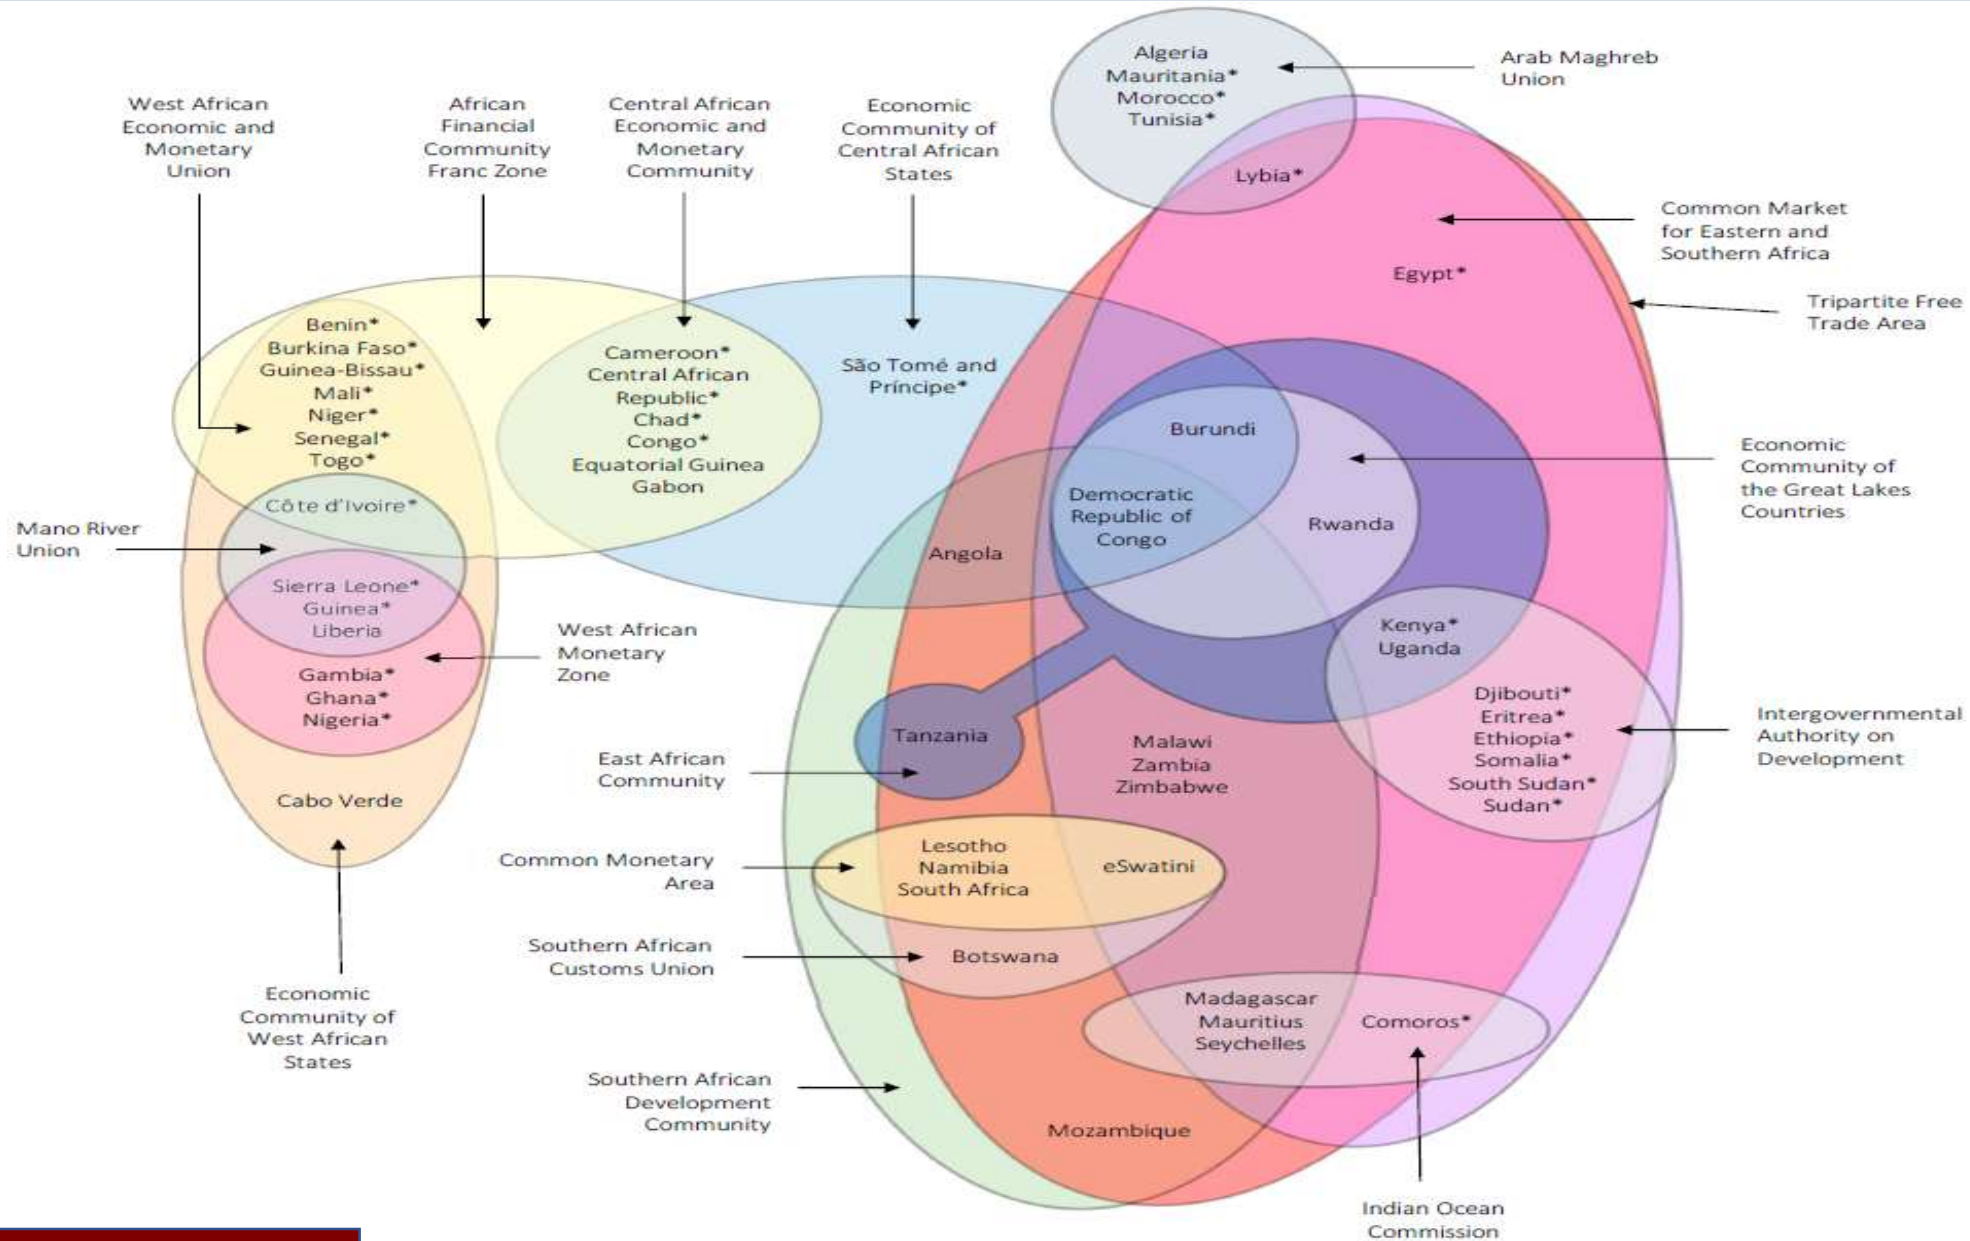 West African
Economic and
Monetary
Union
African
Financial
Community
Franc Zone
Central African
Economic and
Monetary
Community
Economic
Community of
Central African
States
Algeria
Mauritania*
Morocco*
Tunisia*
Lybia*
Arab Maghreb
Union
Common Market
for Eastern and
Southern Africa
Egypt*
Tripartite Free
Trade Area
Benin*
Burkina Faso*
Guinea-Bissau*
Mali*
Niger*
Senegal*
Togo*
Côte d'Ivoire*
Cameroon*
Central African
Republic*
Chad*
Congo*
Equatorial Guinea
Gabon
São Tomé and
Príncipe*
Burundi
Democratic
Republic of
Congo
Rwanda
Angola
Economic
Community of
the Great Lakes
Countries
Mano River
Union
Sierra Leone*
Guinea*
Liberia
Gambia*
Ghana*
Nigeria*
West African
Monetary
Zone
Kenya*
Uganda
Djibouti*
Eritrea*
Ethiopia*
Somalia*
South Sudan*
Sudan*
Intergovernmental
Authority on
Development
Tanzania
East African
Community
Malawi
Zambia
Zimbabwe
Cabo Verde
Common Monetary
Area
Lesotho
Namibia
South Africa
eSwatini
Southern African
Customs Union
Botswana
Economic
Community of
West African
States
Madagascar
Mauritius
Seychelles
Comoros*
Southern African
Development
Community
Mozambique
Indian Ocean
Commission